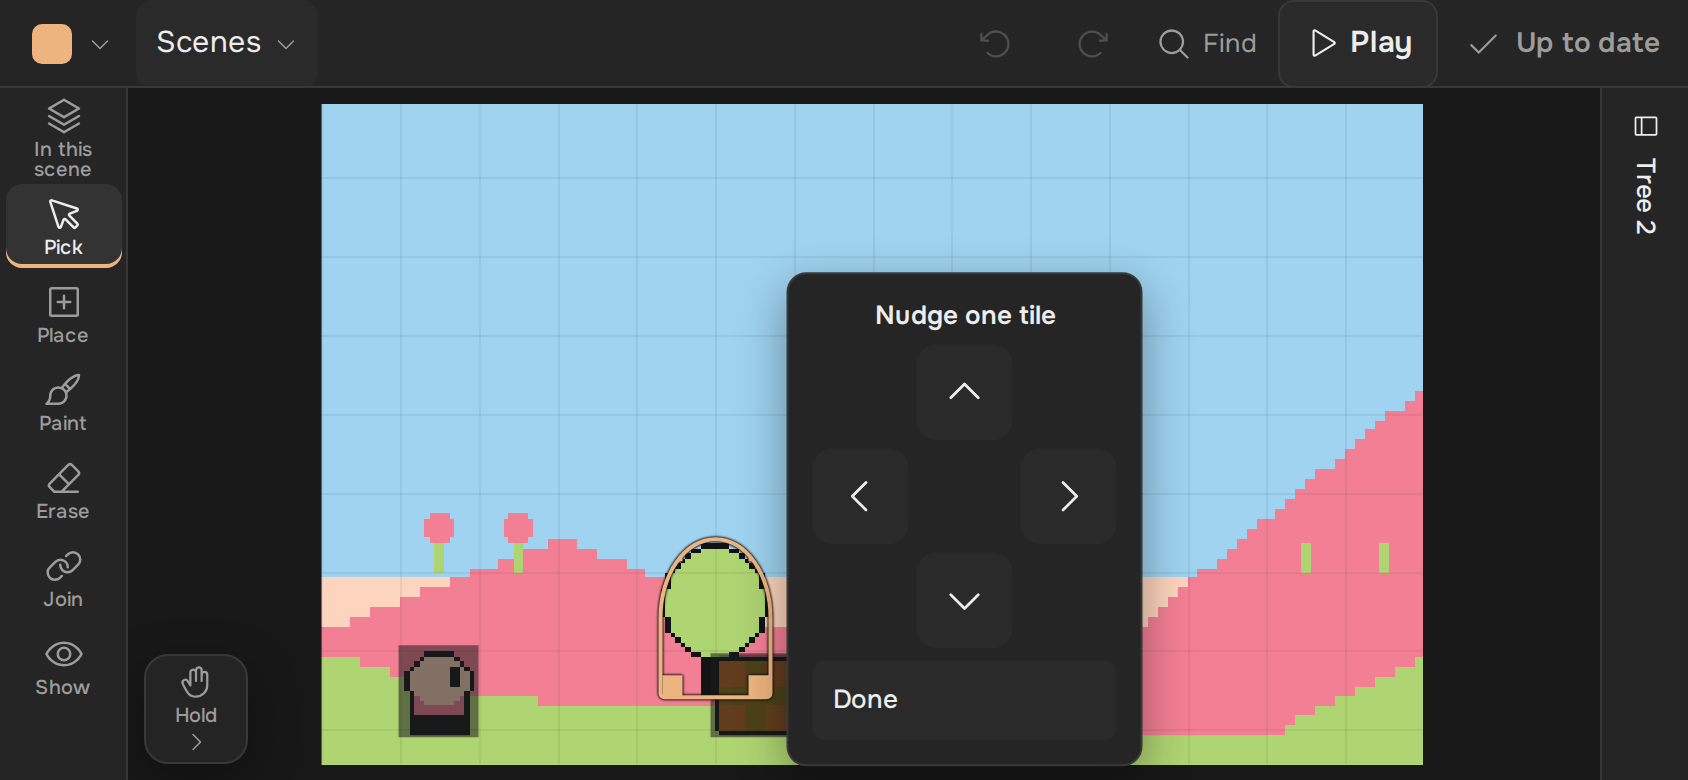 Scenes
Find
Play
Up to date
In this
scene
Pick
Place
Paint
Erase
Join
Show
Hold
Nudge one tile
Done
Tree 2